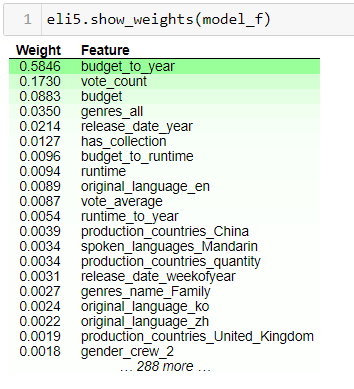 1 eli5.show_weights(model_f)
Weight Feature
0.5846 budget_to_year
0.1730 vote_count
0.0883 budget
0.0350 genres_all
0.0214 release_date_year
0.0127 has_collection
0.0096 budget_to_runtime
0.0094 runtime
0.0089 original_language_en
0.0087 vote_average
0.0054 runtime_to_year
0.0039 production_countries_China
0.0034 spoken_languages_Mandarin
0.0034 production_countries_quantity
0.0031 release_date_weekofyear
0.0027 genres_name_Family
0.0024 original_language_ko
0.0022 original_language_zh
0.0019 production_countries_United_Kingdom
0.0018 gender_crew_2
… 288 more …